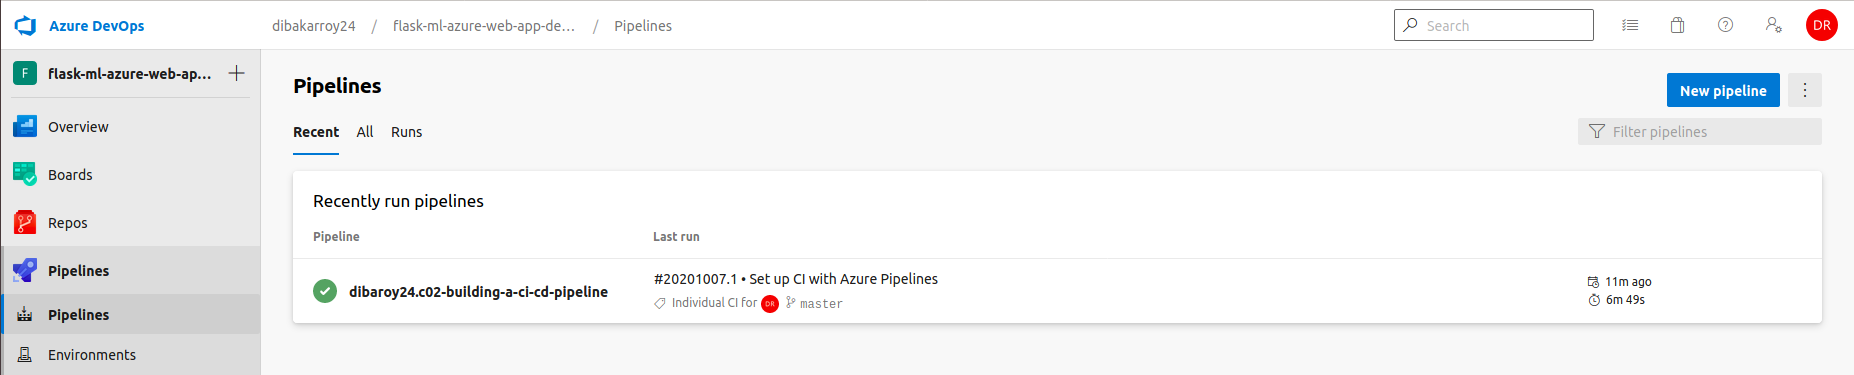 Azure DevOps
dibakarroy24 / flask-ml-azure-web-app-de... / Pipelines
Search
DR
F flask-ml-azure-web-ap...
Overview
Boards
Repos
Pipelines
Pipelines
Environments
Pipelines
New pipeline
Recent All Runs
Filter pipelines
Recently run pipelines
Pipeline Last run
dibaroy24.c02-building-a-ci-cd-pipeline
#20201007.1 • Set up CI with Azure Pipelines
Individual CI for DR master
11m ago
6m 49s